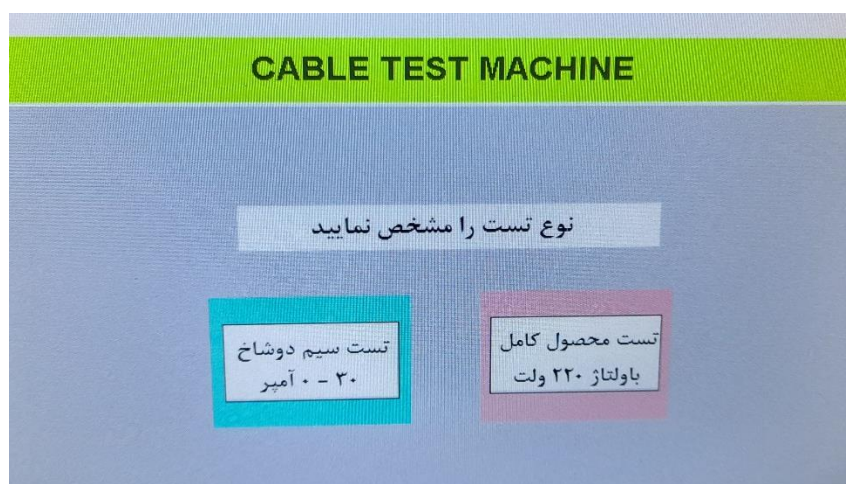 CABLE TEST MACHINE
نوع تست را مشخص نمایید
تست محصول کامل
باولتاژ ۲۲۰ ولت
تست سیم دوشاخ
۳۰ - ۰ آمپر